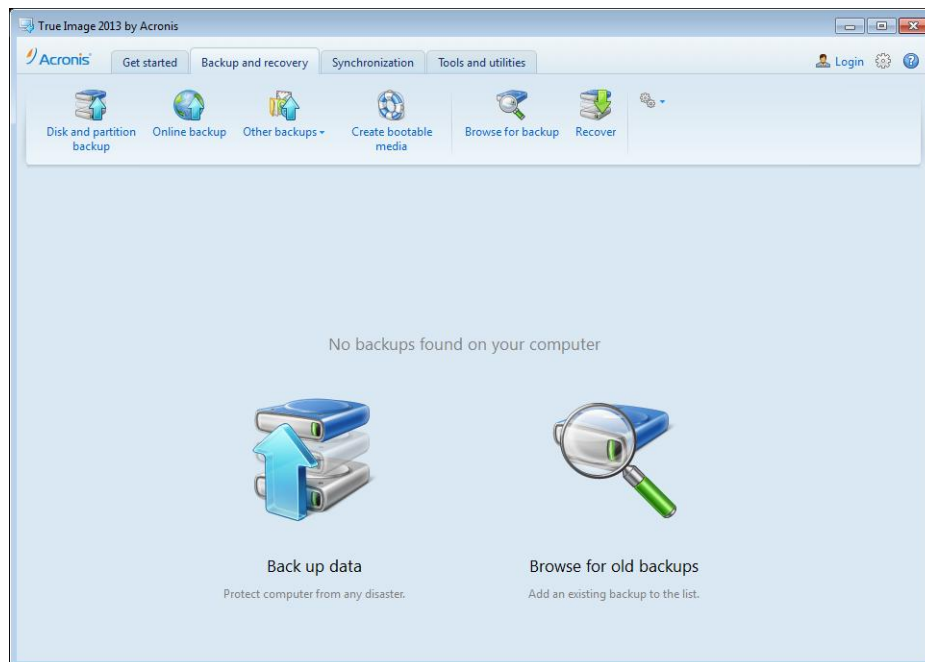 True Image 2013 by Acronis
Acronis Get started Backup and recovery Synchronization Tools and utilities Login
Disk and partition backup
Online backup
Other backups
Create bootable media
Browse for backup
Recover
No backups found on your computer
Back up data
Protect computer from any disaster.
Browse for old backups
Add an existing backup to the list.